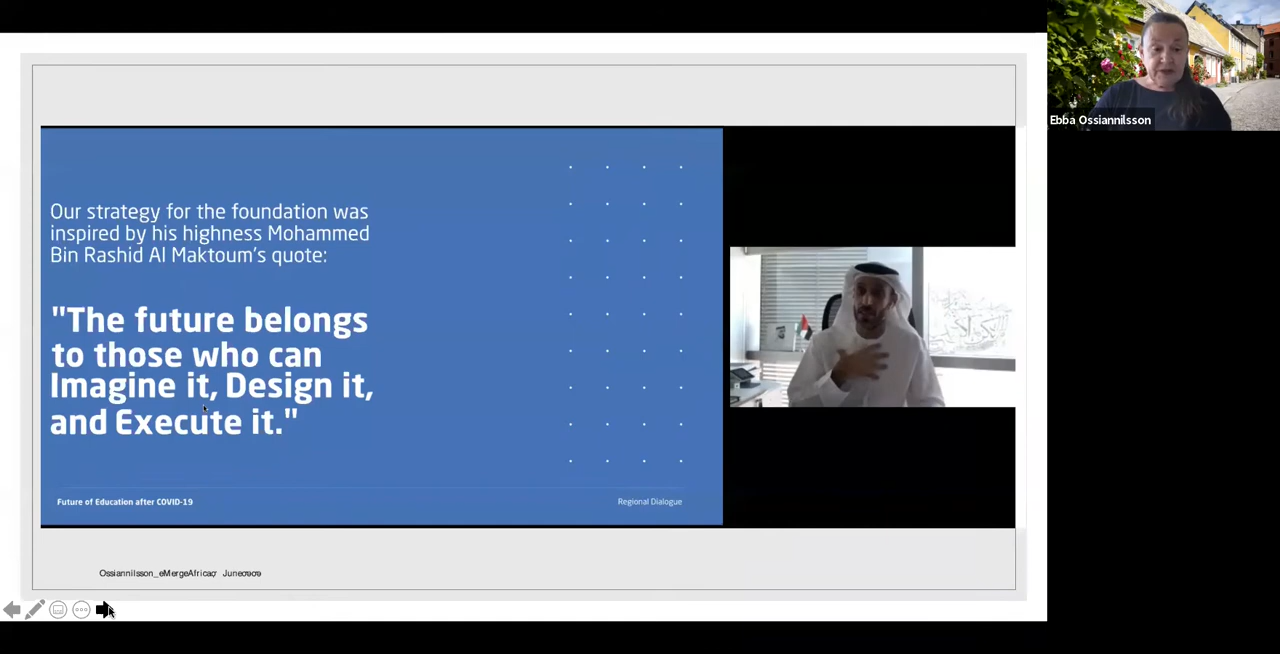 Our strategy for the foundation was
inspired by his highness Mohammed
Bin Rashid Al Maktoum's quote:
"The future belongs
to those who can
Imagine it, Design it,
and Execute it."
Future of Education after COVID-19
Regional Dialogue
Ossiannilsson_eMergeAfrica
Ebba Ossiannilsson